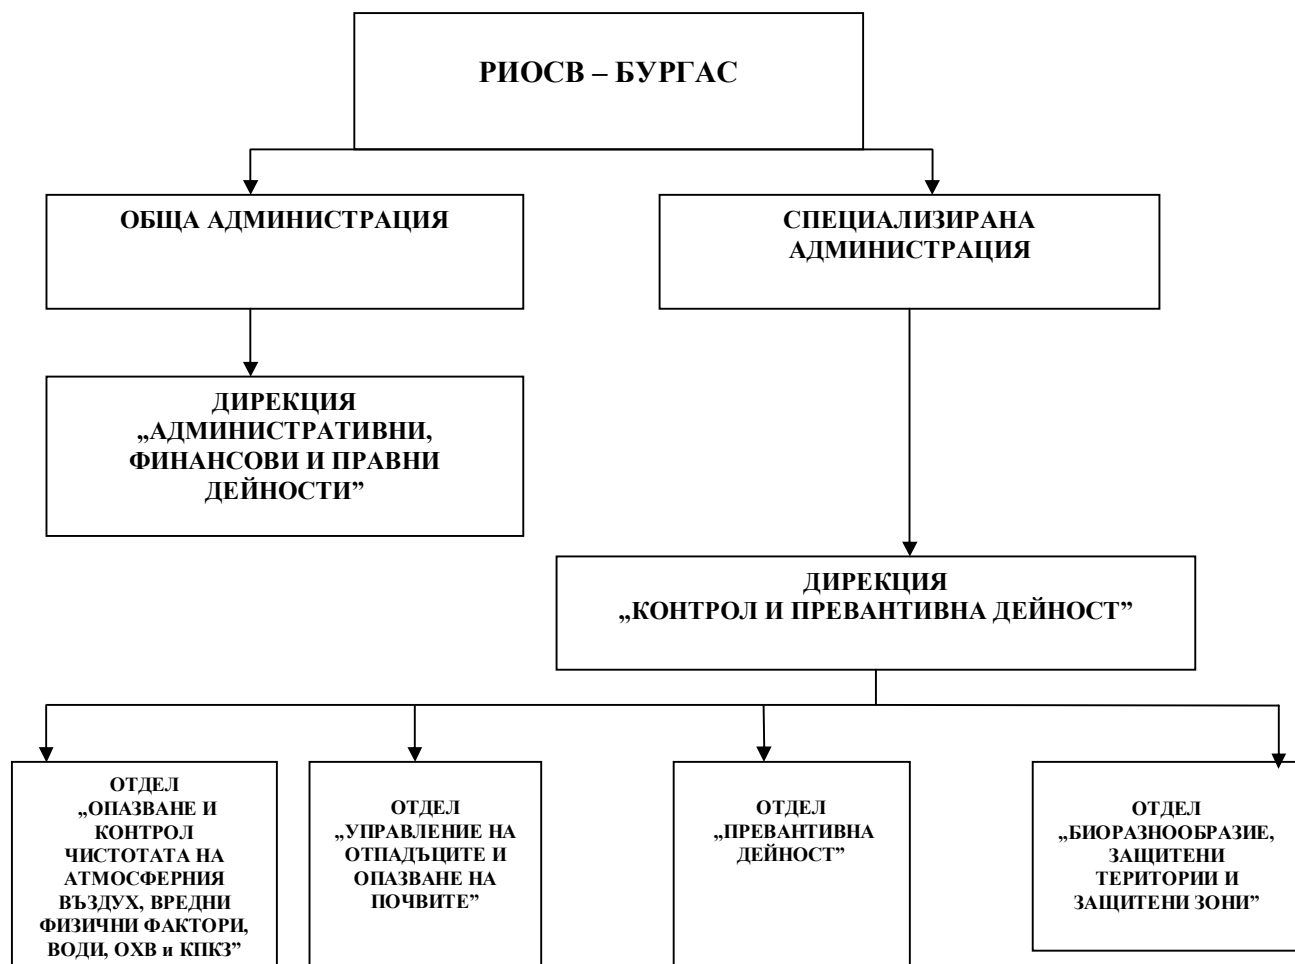 РИОСВ – БУРГАС
ОБЩА АДМИНИСТРАЦИЯ
СПЕЦИАЛИЗИРАНА
АДМИНИСТРАЦИЯ
ДИРЕКЦИЯ
„АДМИНИСТРАТИВНИ,
ФИНАНСОВИ И ПРАВНИ
ДЕЙНОСТИ”
ДИРЕКЦИЯ
„КОНТРОЛ И ПРЕВАНТИВНА ДЕЙНОСТ”
ОТДЕЛ
„ОПАЗВАНЕ И
КОНТРОЛ
ЧИСТОТАТА НА
АТМОСФЕРНИЯ
ВЪЗДУХ, ВРЕДНИ
ФИЗИЧНИ ФАКТОРИ,
ВОДИ, ОХВ и КПКЗ”
ОТДЕЛ
„УПРАВЛЕНИЕ НА
ОТПАДЪЦИТЕ И
ОПАЗВАНЕ НА
ПОЧВИТЕ”
ОТДЕЛ
„ПРЕВАНТИВНА
ДЕЙНОСТ”
ОТДЕЛ
„БИОРАЗНООБРАЗИЕ,
ЗАЩИТЕНИ
ТЕРИТОРИИ И
ЗАЩИТЕНИ ЗОНИ”